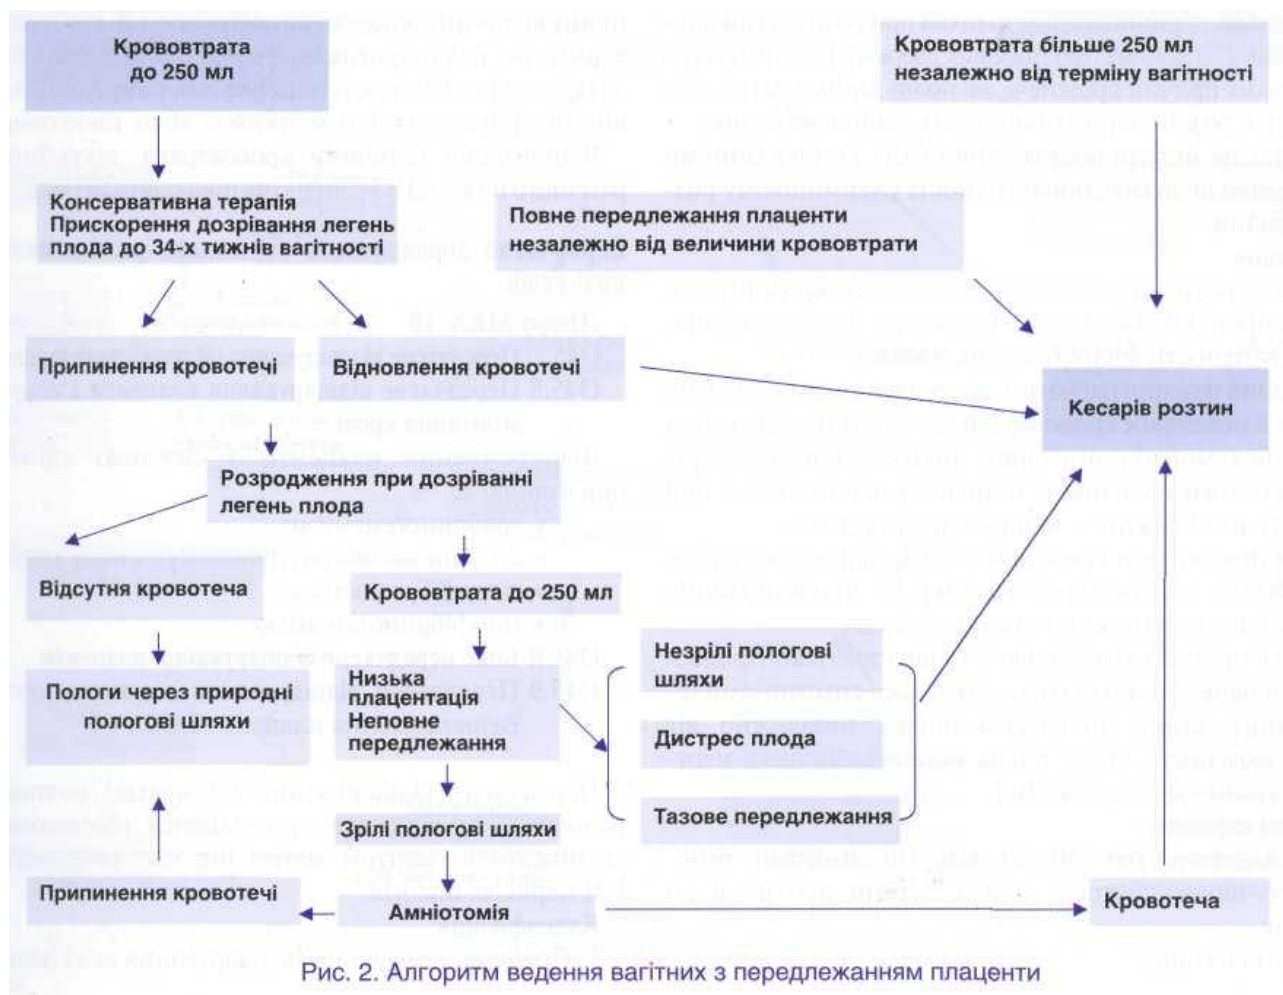 Крововтрата
до 250 мл
Крововтрата більше 250 мл
незалежно від терміну вагітності
Консервативна терапія
Прискорення дозрівання легень
плода до 34-х тижнів вагітності
Повне передлежання плаценти
незалежно від величини крововтрати
Припинення кровотечі
Відновлення кровотечі
Кесарів розтин
Розродження при дозріванні
легень плода
Відсутня кровотеча
Крововтрата до 250 мл
Пологи через природні
пологові шляхи
Низька
плацентація
Неповне
передлежання
Незрілі пологові
шляхи
Дистрес плода
Тазове передлежання
Зрілі пологові шляхи
Припинення кровотечі
Амніотомія
Кровотеча
Рис. 2. Алгоритм ведення вагітних з передлежанням плаценти